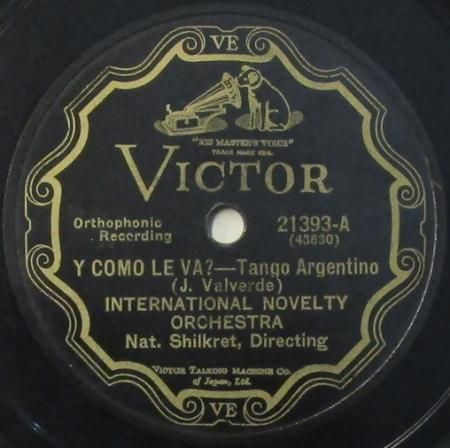 VE
"HIS MASTER'S VOICE"
TRADE MARK REG.
VICTOR
Orthophonic
Recording
21393-A
(43630)
Y COMO LE VA?—Tango Argentino
(J. Valverde)
INTERNATIONAL NOVELTY
ORCHESTRA
Nat. Shilkret, Directing
VICTOR TALKING MACHINE CO.
of Japan, Ltd.
VE